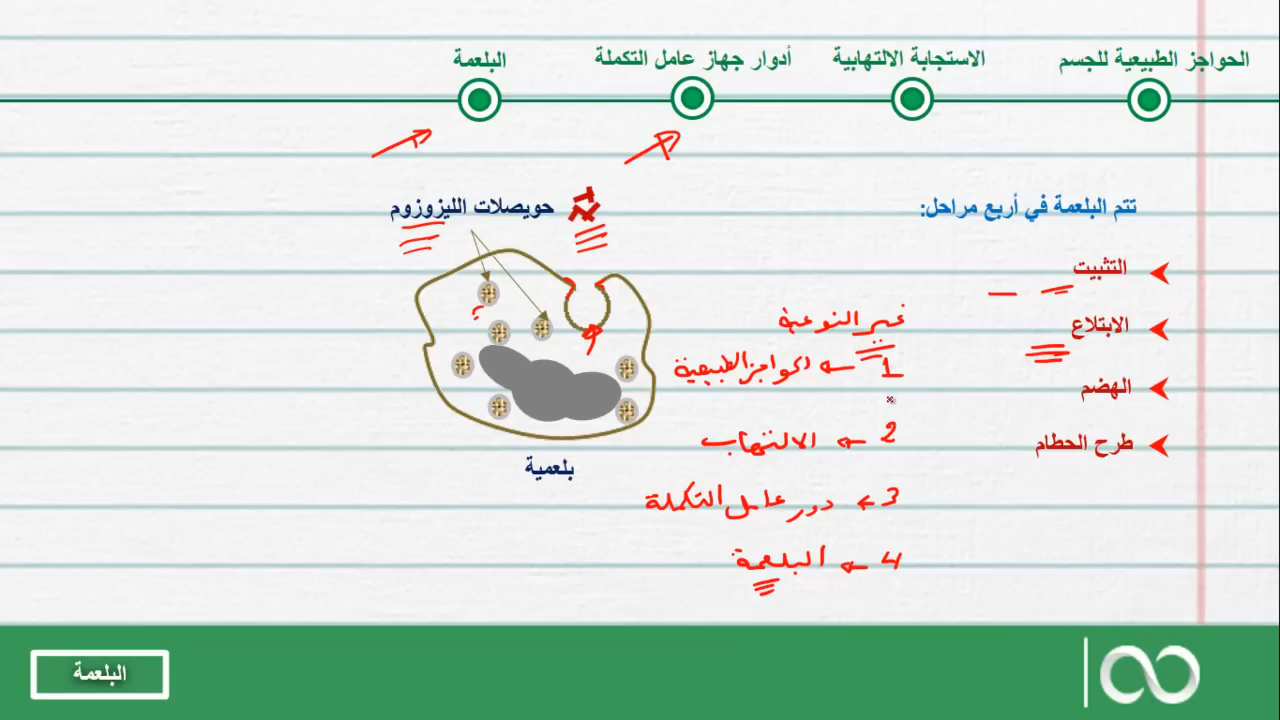 الحواجز الطبيعية للجسم
الاستجابة الالتهابية
أدوار جهاز عامل التكملة
البلعمة
تتم البلعمة في أربع مراحل:
التثبيت
الابتلاع
الهضم
طرح الحطام
حويصلات الليزوزوم
بلعمية
غير النوعية
1 ← الحواجز الطبيعية
2 ← الالتهاب
3 ← دور عامل التكملة
4 ← البلعمة
البلعمة